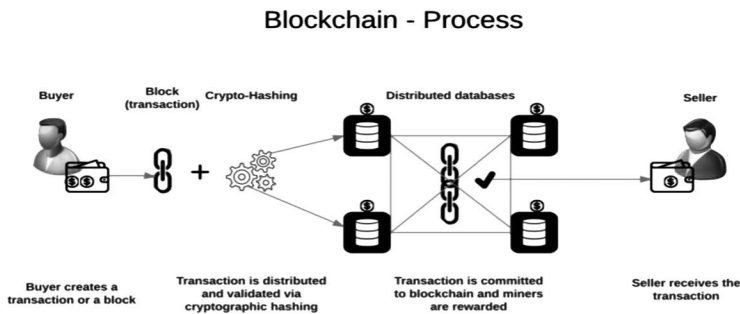 Blockchain - Process
Buyer
Block
(transaction)
Crypto-Hashing
Distributed databases
Seller
Buyer creates a
transaction or a block
Transaction is distributed
and validated via
cryptographic hashing
Transaction is committed
to blockchain and miners
are rewarded
Seller receives the
transaction